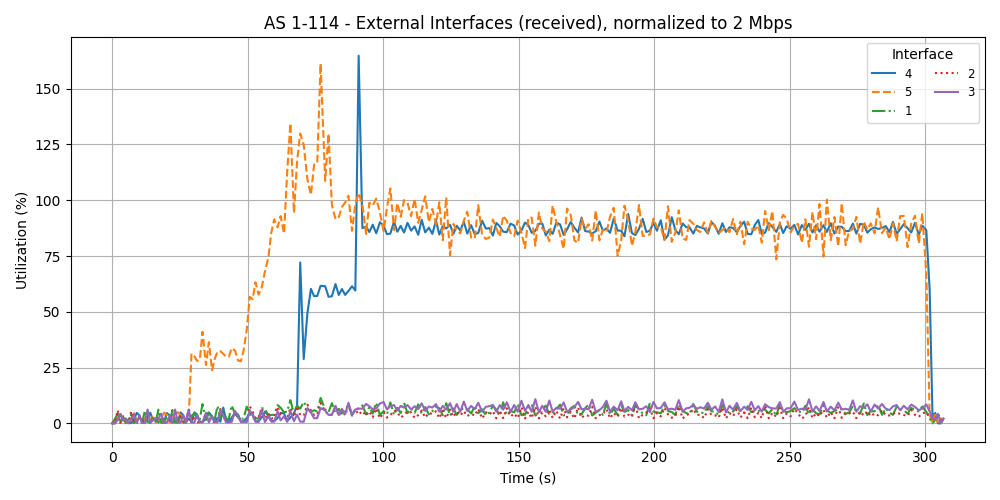 AS 1-114 - External Interfaces (received), normalized to 2 Mbps
Interface
4
5
1
2
3
Utilization (%)
150
125
100
75
50
25
0
0 50 100 150 200 250 300
Time (s)